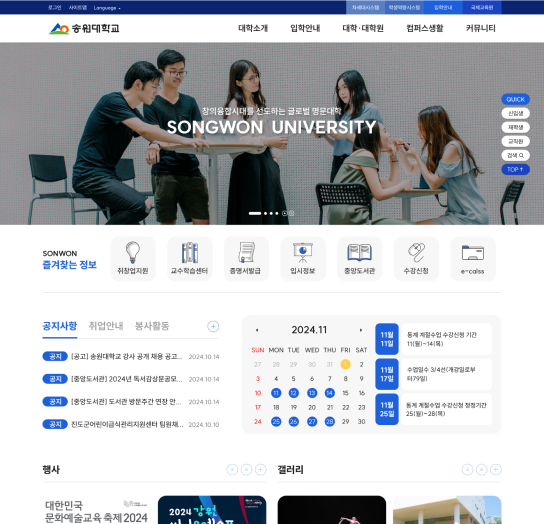 로그인 사이트맵 Language
차세대시스템 학생역량시스템 입학안내 국제교육원
송원대학교
대학소개 입학안내 대학·대학원 컴퍼스생활 커뮤니티
창의융합시대를 선도하는 글로벌 명문대학
SONGWON UNIVERSITY
QUICK
신입생
재학생
교직원
검색
TOP
SONWON
즐겨찾는 정보
취창업지원 교수학습센터 증명서발급 입시정보 중앙도서관 수강신청 e-calss
공지사항 취업안내 봉사활동
공지 [공고] 송원대학교 강사 공개 채용 공고... 2024.10.14
공지 [중앙도서관] 2024년 독서감상문공모... 2024.10.14
공지 [중앙도서관] 도서관 방문주간 연장 안... 2024.10.14
공지 진도군어린이급식관리지원센터 팀원채... 2024.10.10
2024.11
SUN MON TUE WED THU FRI SAT
27 28 29 30 31 1 2
3 4 5 6 7 8 9
10 11 12 13 14 15 16
17 18 19 20 21 22 23
24 25 26 27 28 29 30
11월 11일
동계 계절수업 수강신청 기간
11(월)~14(목)
11월 17일
수업일수 3/4선(개강일로부
터79일)
11월 25일
동계 계절수업 수강신청 정정기간
25(월)~28(목)
행사
갤러리
대한민국
문화예술교육 축제 2024
2024 강원